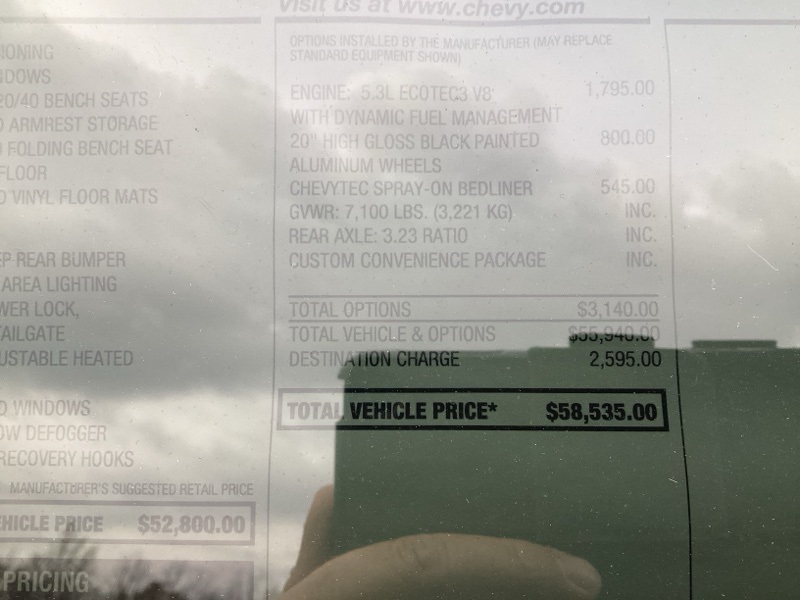 visit us at www.chevy.com
IONING
NDOWS
20/40 BENCH SEATS
D ARMREST STORAGE
D FOLDING BENCH SEAT
FLOOR
D VINYL FLOOR MATS
EP REAR BUMPER
AREA LIGHTING
WER LOCK,
AILGATE
USTABLE HEATED
D WINDOWS
OW DEFOGGER
RECOVERY HOOKS
MANUFACTURER'S SUGGESTED RETAIL PRICE
EHICLE PRICE $52,800.00
PRICING
OPTIONS INSTALLED BY THE MANUFACTURER (MAY REPLACE
STANDARD EQUIPMENT SHOWN)
ENGINE: 5.3L ECOTEC3 V8 1,795.00
WITH DYNAMIC FUEL MANAGEMENT
20" HIGH GLOSS BLACK PAINTED 800.00
ALUMINUM WHEELS
CHEVYTEC SPRAY-ON BEDLINER 545.00
GVWR: 7,100 LBS. (3,221 KG) INC.
REAR AXLE: 3.23 RATIO INC.
CUSTOM CONVENIENCE PACKAGE INC.
TOTAL OPTIONS $3,140.00
TOTAL VEHICLE & OPTIONS $55,940.00
DESTINATION CHARGE 2,595.00
TOTAL VEHICLE PRICE* $58,535.00